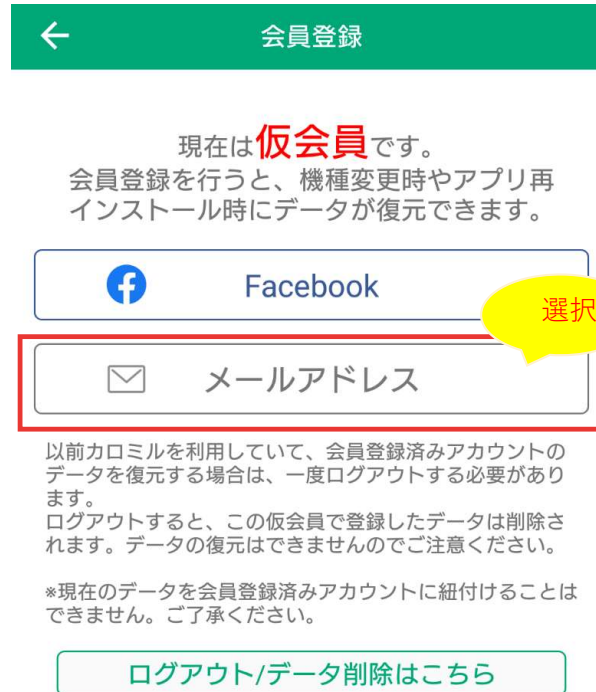 会員登録
現在は仮会員です。
会員登録を行うと、機種変更時やアプリ再
インストール時にデータが復元できます。
Facebook
選択
メールアドレス
以前カロミルを利用していて、会員登録済みアカウントの
データを復元する場合は、一度ログアウトする必要があり
ます。
ログアウトすると、この仮会員で登録したデータは削除さ
れます。データの復元はできませんのでご注意ください。
※現在のデータを会員登録済みアカウントに紐付けることは
できません。ご了承ください。
ログアウト/データ削除はこちら